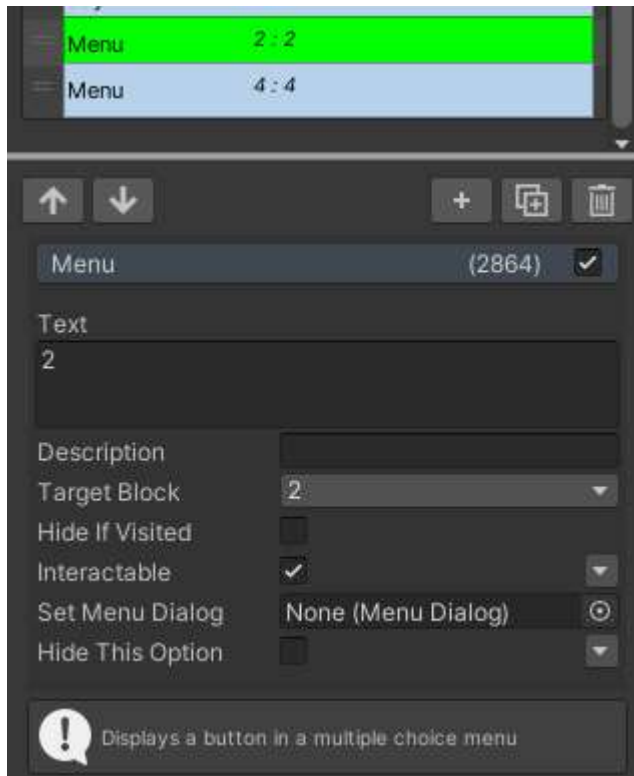 Menu 2 : 2
Menu 4 : 4
Menu (2864)
Text
2
Description
Target Block 2
Hide If Visited
Interactable
Set Menu Dialog None (Menu Dialog)
Hide This Option
Displays a button in a multiple choice menu